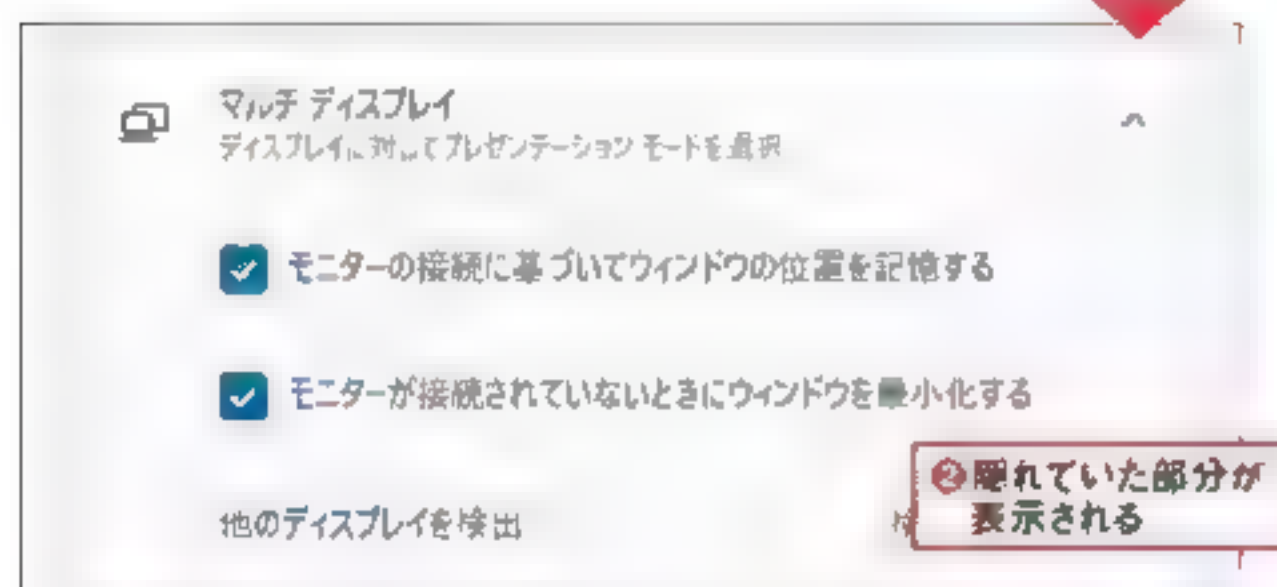 マルチ ディスプレイ
ディスプレイに対してプレゼンテーション モードを選択
モニターの接続に基づいてウィンドウの位置を記憶する
モニターが接続されていないときにウィンドウを最小化する
他のディスプレイを検出
❷隠れていた部分が
表示される